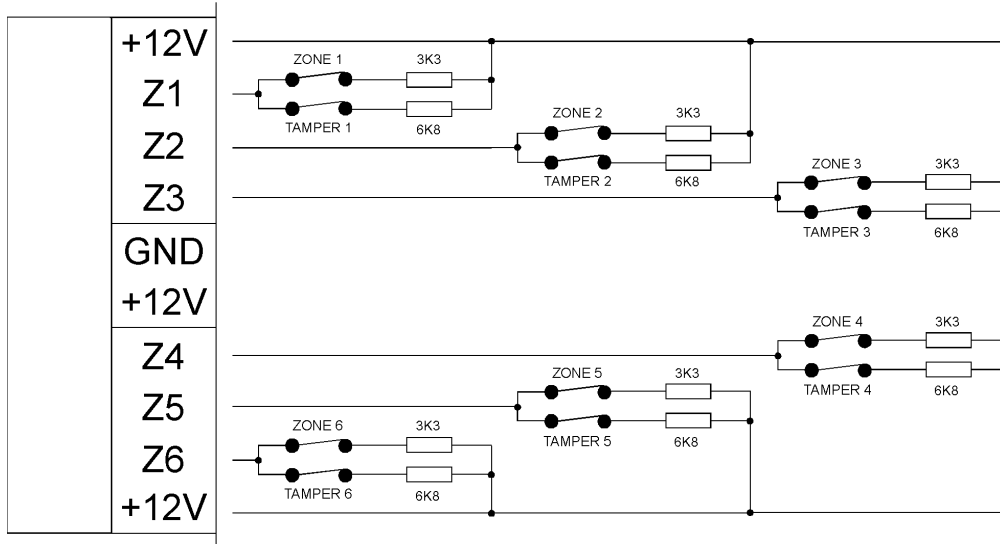 +12V
Z1
Z2
Z3
GND
+12V
Z4
Z5
Z6
+12V
ZONE 1 3K3
TAMPER 1 6K8
ZONE 2 3K3
TAMPER 2 6K8
ZONE 3 3K3
TAMPER 3 6K8
ZONE 4 3K3
TAMPER 4 6K8
ZONE 5 3K3
TAMPER 5 6K8
ZONE 6 3K3
TAMPER 6 6K8